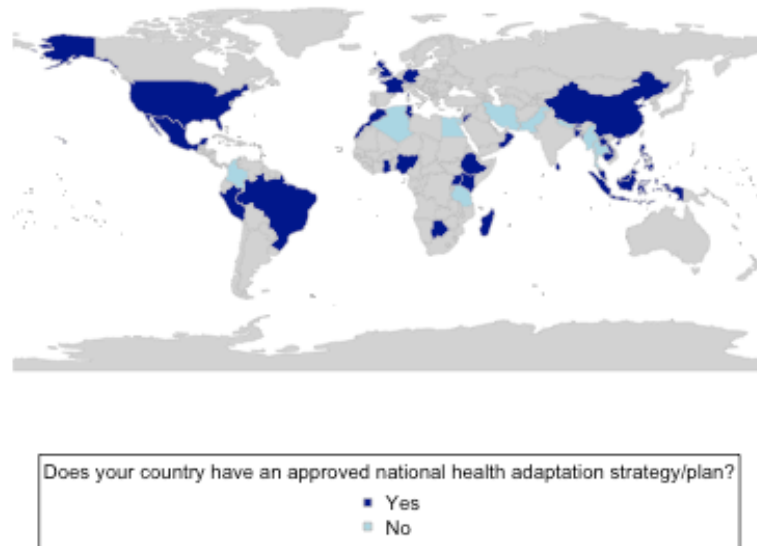 Does your country have an approved national health adaptation strategy/plan?
Yes
No